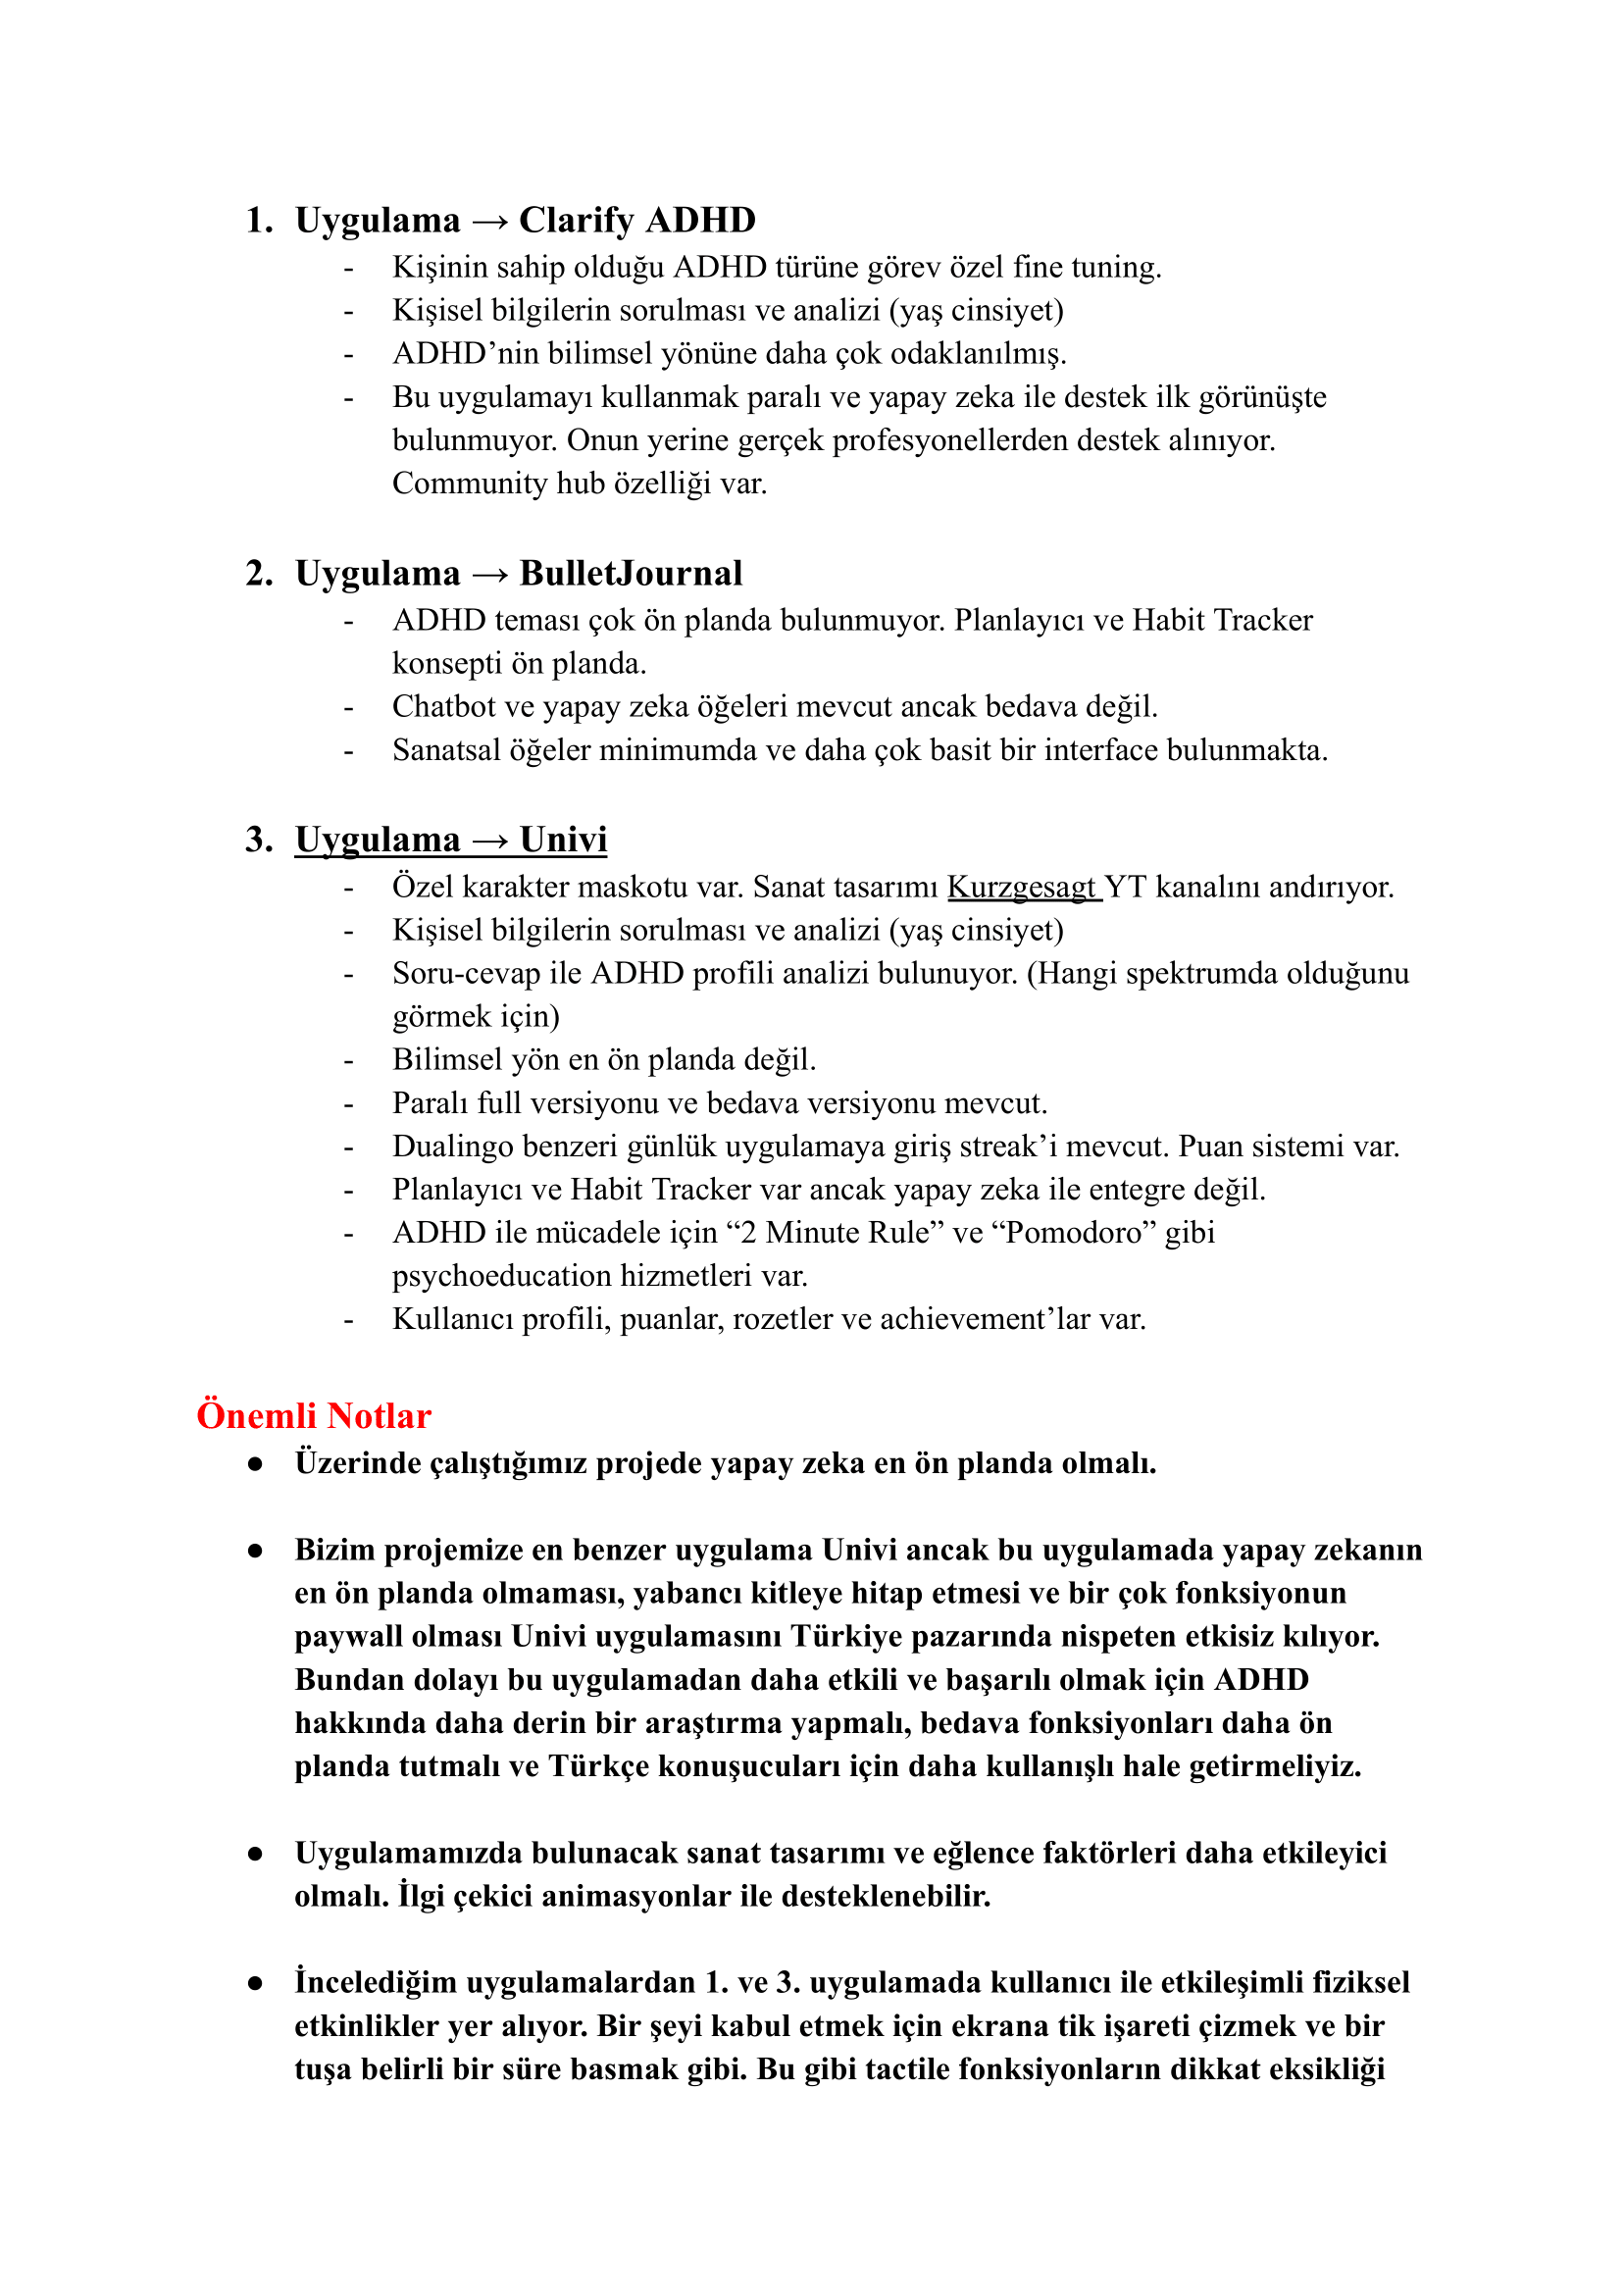 1. Uygulama → Clarify ADHD
- Kişinin sahip olduğu ADHD türüne görev özel fine tuning.
- Kişisel bilgilerin sorulması ve analizi (yaş cinsiyet)
- ADHD’nin bilimsel yönüne daha çok odaklanılmış.
- Bu uygulamayı kullanmak paralı ve yapay zeka ile destek ilk görünüşte
bulunmuyor. Onun yerine gerçek profesyonellerden destek alınıyor.
Community hub özelliği var.
2. Uygulama → BulletJournal
- ADHD teması çok ön planda bulunmuyor. Planlayıcı ve Habit Tracker
konsepti ön planda.
- Chatbot ve yapay zeka öğeleri mevcut ancak bedava değil.
- Sanatsal öğeler minimumda ve daha çok basit bir interface bulunmakta.
3. Uygulama → Univi
- Özel karakter maskotu var. Sanat tasarımı Kurzgesagt YT kanalını andırıyor.
- Kişisel bilgilerin sorulması ve analizi (yaş cinsiyet)
- Soru-cevap ile ADHD profili analizi bulunuyor. (Hangi spektrumda olduğunu
görmek için)
- Bilimsel yön en ön planda değil.
- Paralı full versiyonu ve bedava versiyonu mevcut.
- Dualingo benzeri günlük uygulamaya giriş streak’i mevcut. Puan sistemi var.
- Planlayıcı ve Habit Tracker var ancak yapay zeka ile entegre değil.
- ADHD ile mücadele için “2 Minute Rule” ve “Pomodoro” gibi
psychoeducation hizmetleri var.
- Kullanıcı profili, puanlar, rozetler ve achievement’lar var.
Önemli Notlar
● Üzerinde çalıştığımız projede yapay zeka en ön planda olmalı.
● Bizim projemize en benzer uygulama Univi ancak bu uygulamada yapay zekanın
en ön planda olmaması, yabancı kitleye hitap etmesi ve bir çok fonksiyonun
paywall olması Univi uygulamasını Türkiye pazarında nispeten etkisiz kılıyor.
Bundan dolayı bu uygulamadan daha etkili ve başarılı olmak için ADHD
hakkında daha derin bir araştırma yapmalı, bedava fonksiyonları daha ön
planda tutmalı ve Türkçe konuşucuları için daha kullanışlı hale getirmeliyiz.
● Uygulamamızda bulunacak sanat tasarımı ve eğlence faktörleri daha etkileyici
olmalı. İlgi çekici animasyonlar ile desteklenebilir.
● İncelediğim uygulamalardan 1. ve 3. uygulamada kullanıcı ile etkileşimli fiziksel
etkinlikler yer alıyor. Bir şeyi kabul etmek için ekrana tik işareti çizmek ve bir
tuşa belirli bir süre basmak gibi. Bu gibi tactile fonksiyonların dikkat eksikliği